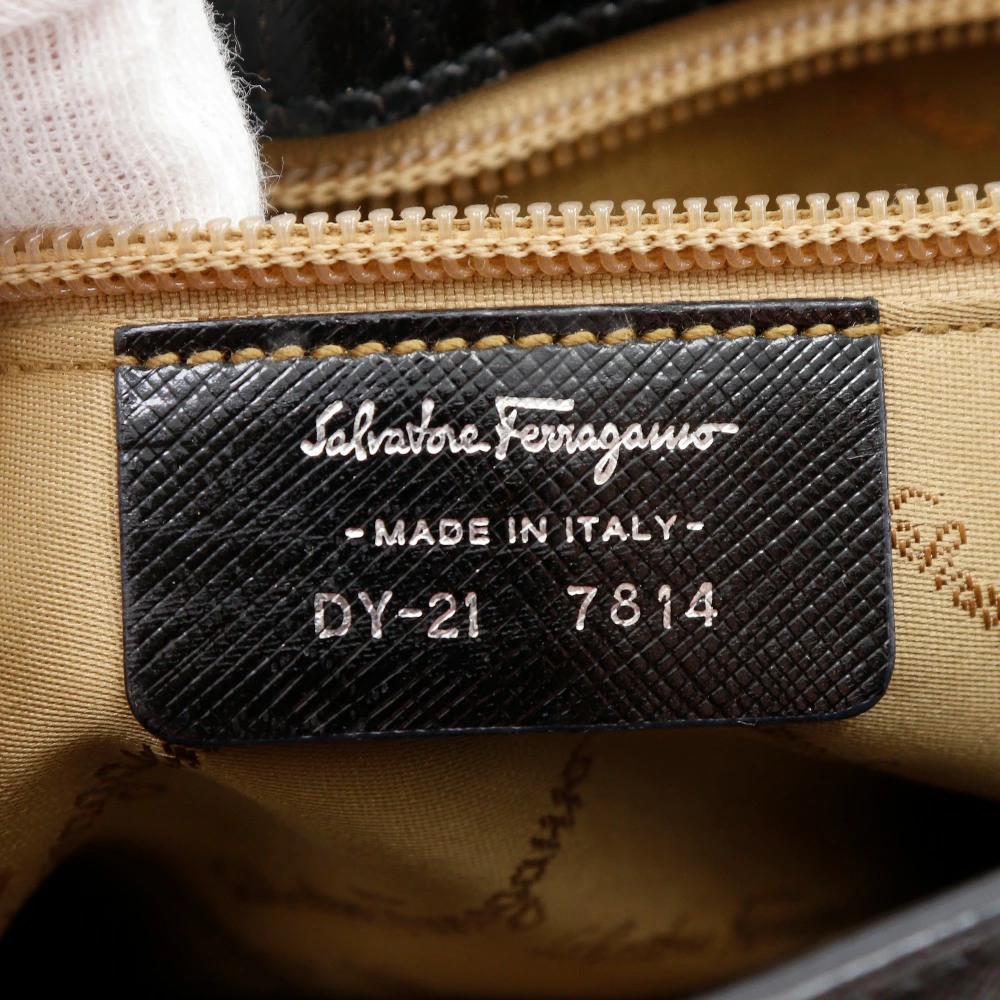 Salvatore Ferragamo
-MADE IN ITALY-
DY-21 7814